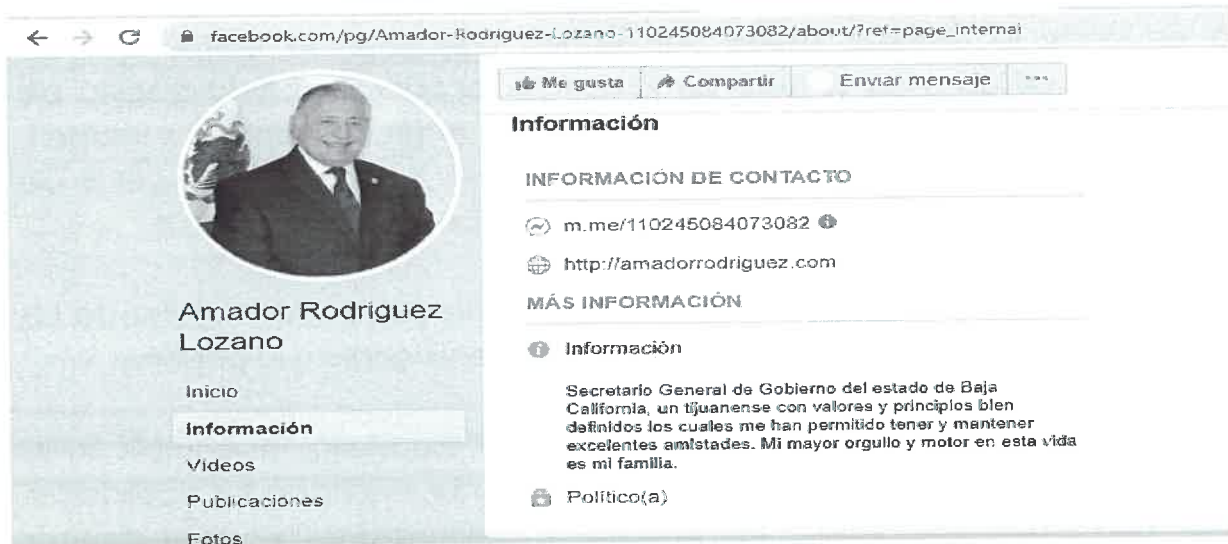 facebook.com/pg/Amador-Rodriguez-Lozano-110245084073082/about/?ref=page_internal
Me gusta
Compartir
Enviar mensaje
...
Información
INFORMACIÓN DE CONTACTO
m.me/110245084073082
http://amadorrodriguez.com
MÁS INFORMACIÓN
Información
Secretario General de Gobierno del estado de Baja
California, un tijuanense con valores y principios bien
definidos los cuales me han permitido tener y mantener
excelentes amistades. Mi mayor orgullo y motor en esta vida
es mi familia.
Político(a)
Amador Rodriguez
Lozano
Inicio
Información
Videos
Publicaciones
Fotos